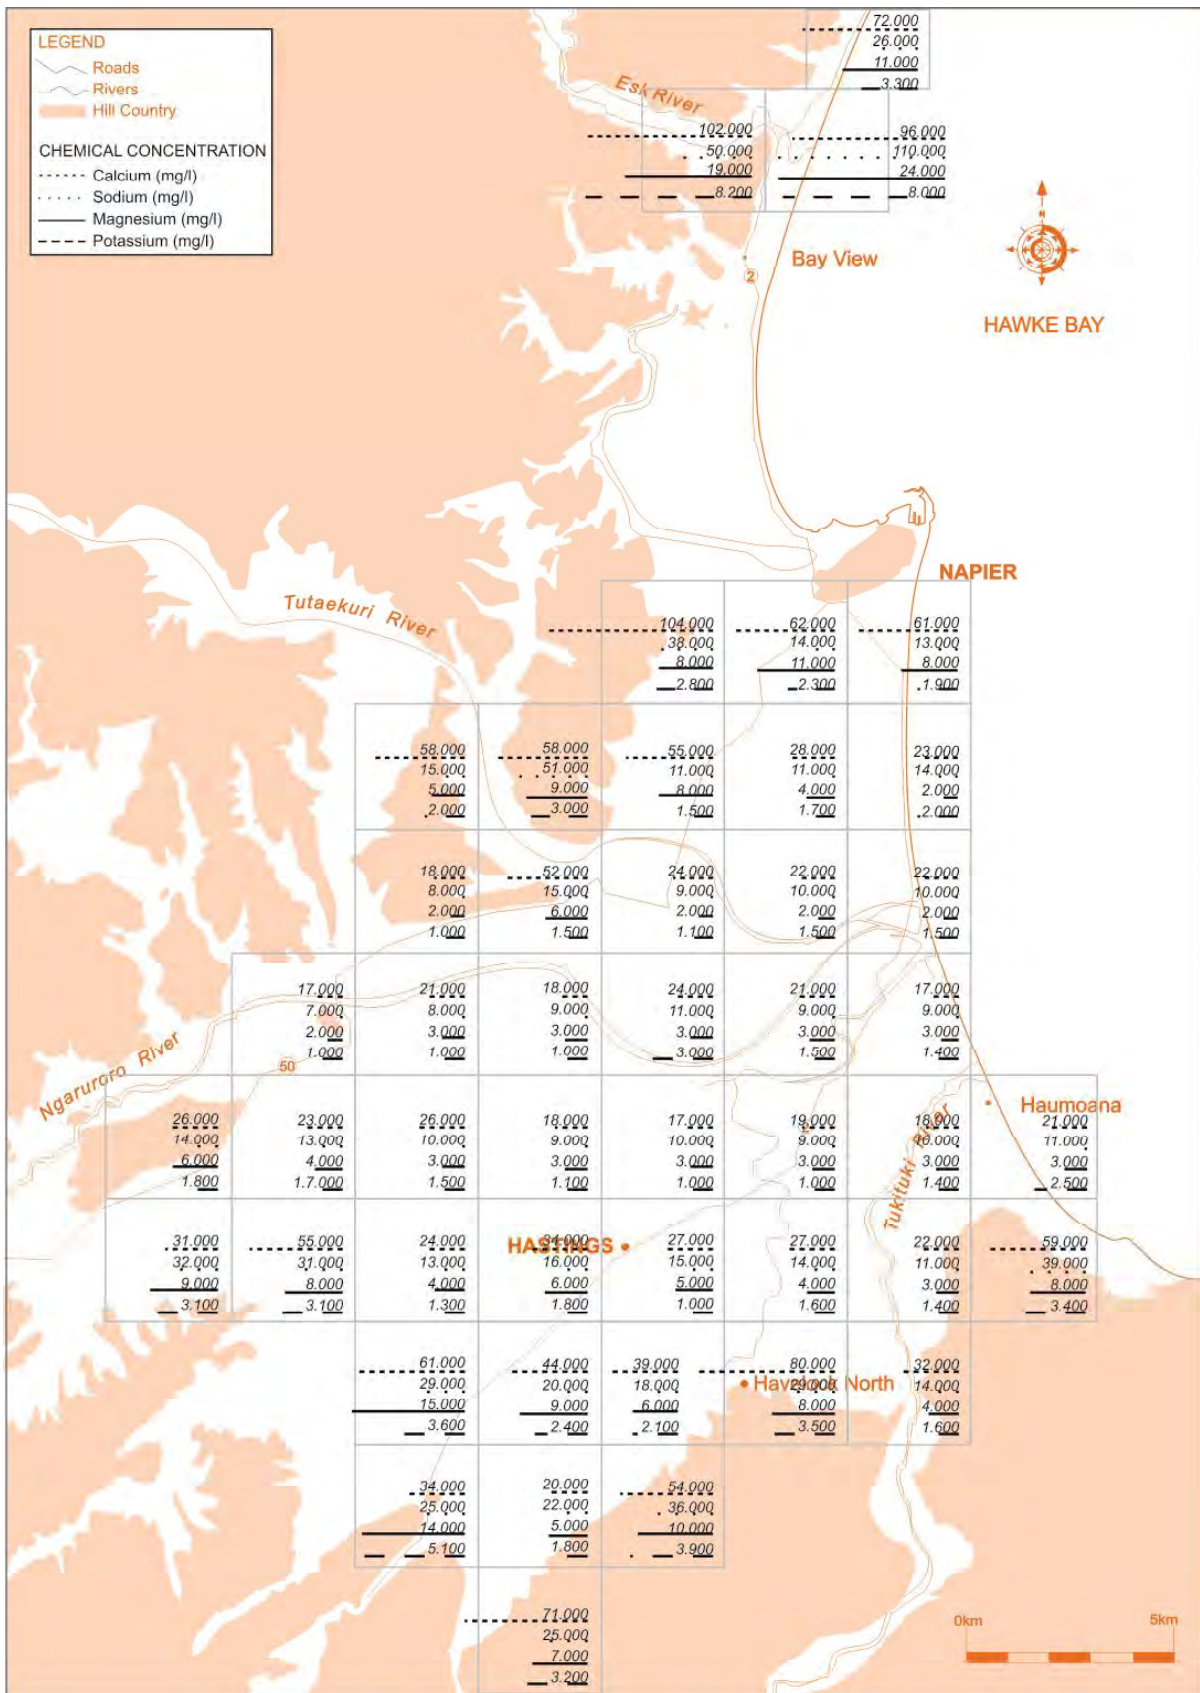 LEGEND
Roads
Rivers
Hill Country
CHEMICAL CONCENTRATION
Calcium (mg/l)
Sodium (mg/l)
Magnesium (mg/l)
Potassium (mg/l)
72.000
26.000
11.000
3.300
Esk River
102.000 96.000
50.000 110.000
19.000 24.000
8.200 8.000
N
Bay View
2
HAWKE BAY
NAPIER
Tutaekuri River
104.000 62.000 61.000
38.000 14.000 13.000
8.000 11.000 8.000
2.800 2.300 1.900
58.000 58.000 55.000 28.000 23.000
15.000 51.000 11.000 11.000 14.000
5.000 9.000 8.000 4.000 2.000
2.000 3.000 1.500 1.700 2.000
18.000 52.000 24.000 22.000 22.000
8.000 15.000 9.000 10.000 10.000
2.000 6.000 2.000 2.000 2.000
1.000 1.500 1.100 1.500 1.500
17.000 21.000 18.000 24.000 21.000 17.000
7.000 8.000 9.000 11.000 9.000 9.000
2.000 3.000 3.000 3.000 3.000 3.000
1.000 1.000 1.000 3.000 1.500 1.400
Ngaruroro River
50
Haumoana
26.000 23.000 26.000 18.000 17.000 19.000 18.000 21.000
14.000 13.000 10.000 9.000 10.000 9.000 10.000 11.000
6.000 4.000 3.000 3.000 3.000 3.000 3.000 3.000
1.800 1.7.000 1.500 1.100 1.000 1.000 1.400 2.500
Tukituki River
HASTINGS
31.000 55.000 24.000 27.000 27.000 22.000 59.000
32.000 31.000 13.000 16.000 15.000 14.000 11.000 39.000
9.000 8.000 4.000 6.000 5.000 4.000 3.000 8.000
3.100 3.100 1.300 1.800 1.000 1.600 1.400 3.400
61.000 44.000 39.000 80.000 32.000
29.000 20.000 18.000 29.000 14.000
Havelock North
15.000 9.000 6.000 8.000 4.000
3.600 2.400 2.100 3.500 1.600
34.000 20.000 54.000
25.000 22.000 36.000
14.000 5.000 10.000
5.100 1.800 3.900
71.000
25.000
7.000
3.200
0km 5km